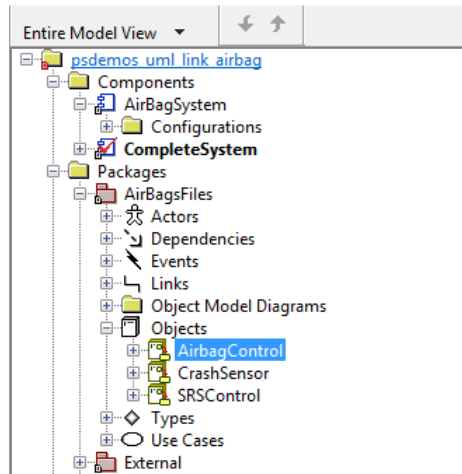 Entire Model View
psdemos_uml_link_airbag
Components
AirBagSystem
Configurations
CompleteSystem
Packages
AirBagsFiles
Actors
Dependencies
Events
Links
Object Model Diagrams
Objects
AirbagControl
CrashSensor
SRSControl
Types
Use Cases
External